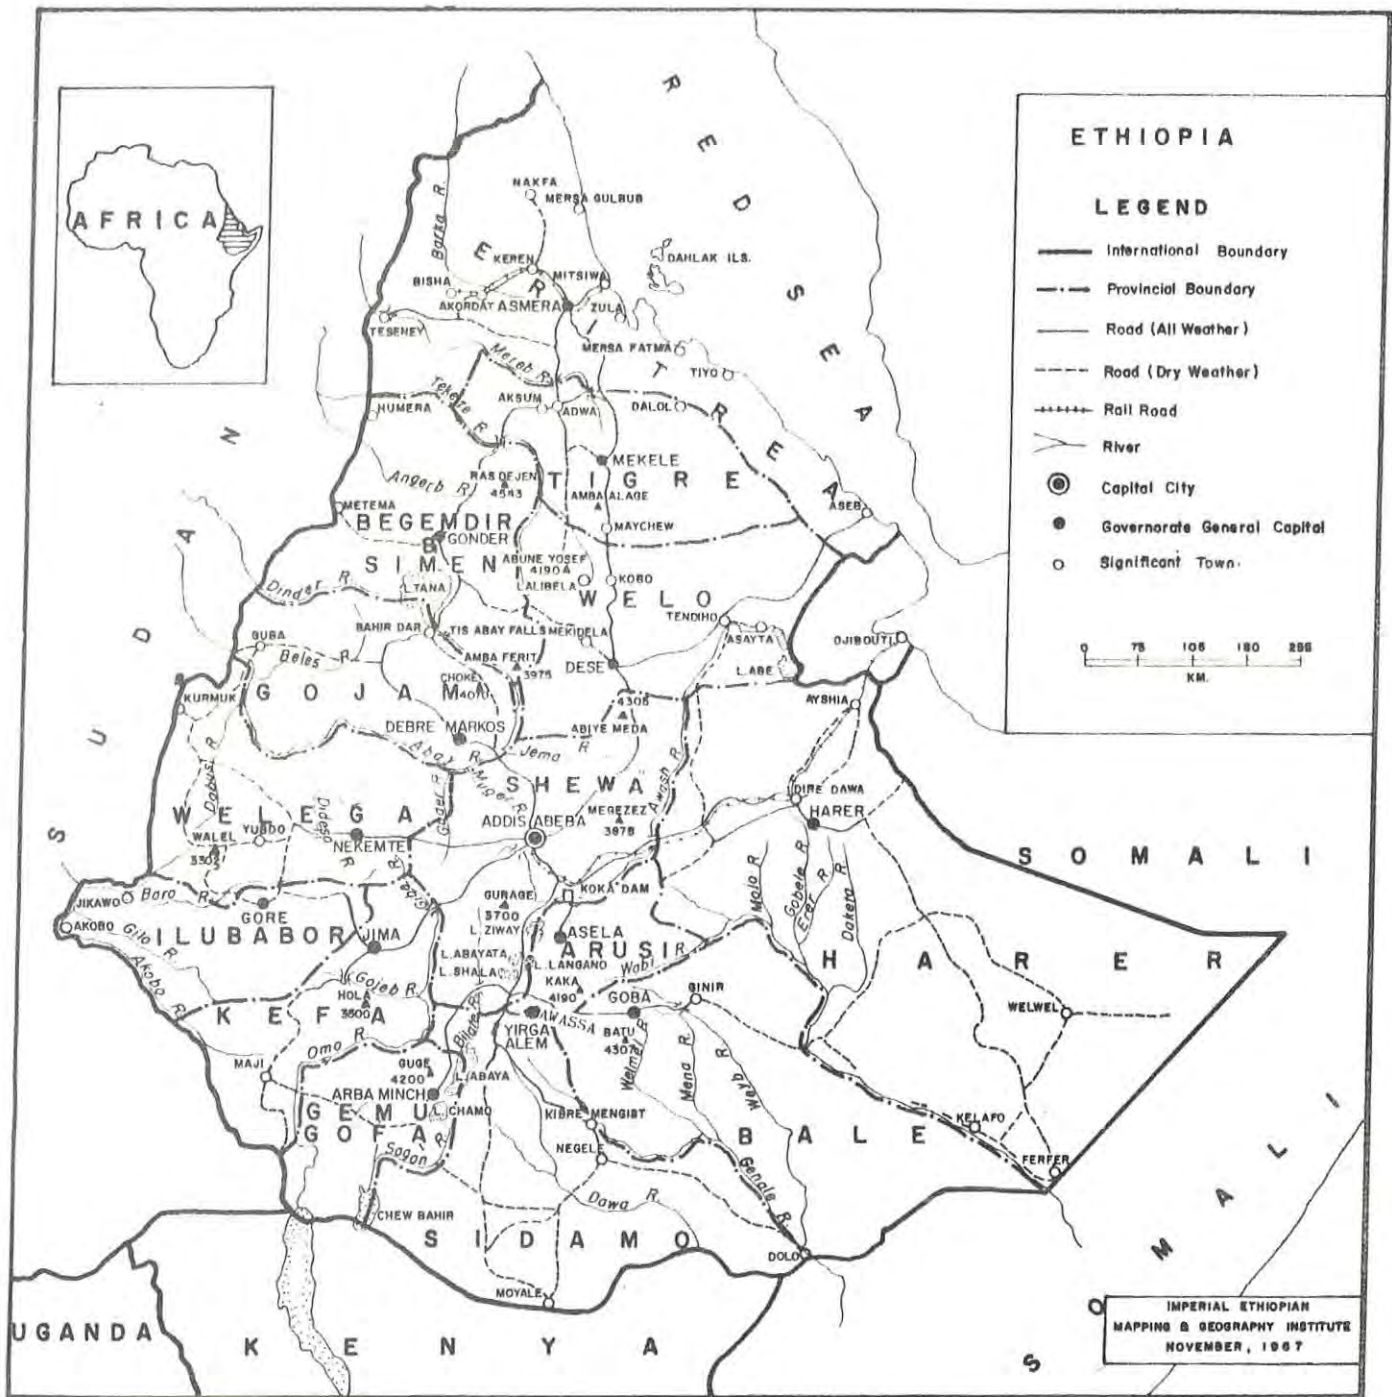 AFRICA
ETHIOPIA
LEGEND
International Boundary
Provincial Boundary
Road (All Weather)
Road (Dry Weather)
Rail Road
River
Capital City
Governorate General Capital
Significant Town.
0 75 106 180 295
KM.
RED SEA
SUDAN
ERITREA
NAKFA
MERSA GULBUB
Barka R.
KEREN
MITSIWA
DAHLAK ILS.
BISHA
AKORDAT
ASMERA
ZULA
TESENEY
MERSA FATMA
TIYO
Mereb R.
Tekeze R.
HUMERA
AKSUM
ADWA
DALOL
MEKELE
TIGRE
Angerb R.
RAS DEJEN
4543
AMBA ALAGE
ASEB
METEMA
MAYCHEW
BEGEMDIR
GONDER
&
SIMEN
ABUNE YOSEF
4190
LALIBELA
KOBO
WELO
Dinder R.
L.TANA
TENDIHO
ASAYTA
DJIBOUTI
BAHIR DAR
TIS ABAY FALLS
MEKIDELA
GUBA
Beles R.
AMBA FERIT
3975
DESE
L.ABE
GOJAM
CHOKE
4070
KURMUK
4305
ABIYE MEDA
AYSHIA
DEBRE MARKOS
Abay R.
Jema R
Muger R.
Guder R.
SHEWA
Awash R.
Dabus R
Didesa R
WELEGA
WALEL
3302
YUBDO
NEKEMTE
ADDIS ABEBA
MEGEZEZ
DIRE DAWA
HARER
SOMALI
JIKAWO
Baro R.
GORE
Gibe R.
GURAGE
3700
KOKA DAM
Mojo R
Gobele R.
Erer R.
Daketa R.
AKOBO
Gilo R.
ILUBABOR
JIMA
L.ZIWAY
ASELA
ARUSI
Akobo R.
L.ABAYATA
L.SHALA
L.LANGANO
Wabi R.
HARER
Gojeb R.
HOLA
3600
KAKA
4190
GOBA
GINIR
WELWEL
KEFA
Bilate R.
AWASSA
YIRGA
ALEM
BATU
4307
Welmel R.
Mena R.
Weyb R
Omo R
MAJI
GUGE
4200
L.ABAYA
ARBA MINCH
GEMU
GOFA
L.CHAMO
KIBRE MENGIST
BALE
KELAFO
Sagan R.
NEGELE
Genale R.
FERFER
Dawa R.
CHEW BAHIR
SIDAMO
DOLO
MOYALE
UGANDA
KENYA
SOMALI
IMPERIAL ETHIOPIAN
MAPPING & GEOGRAPHY INSTITUTE
NOVEMBER, 1967